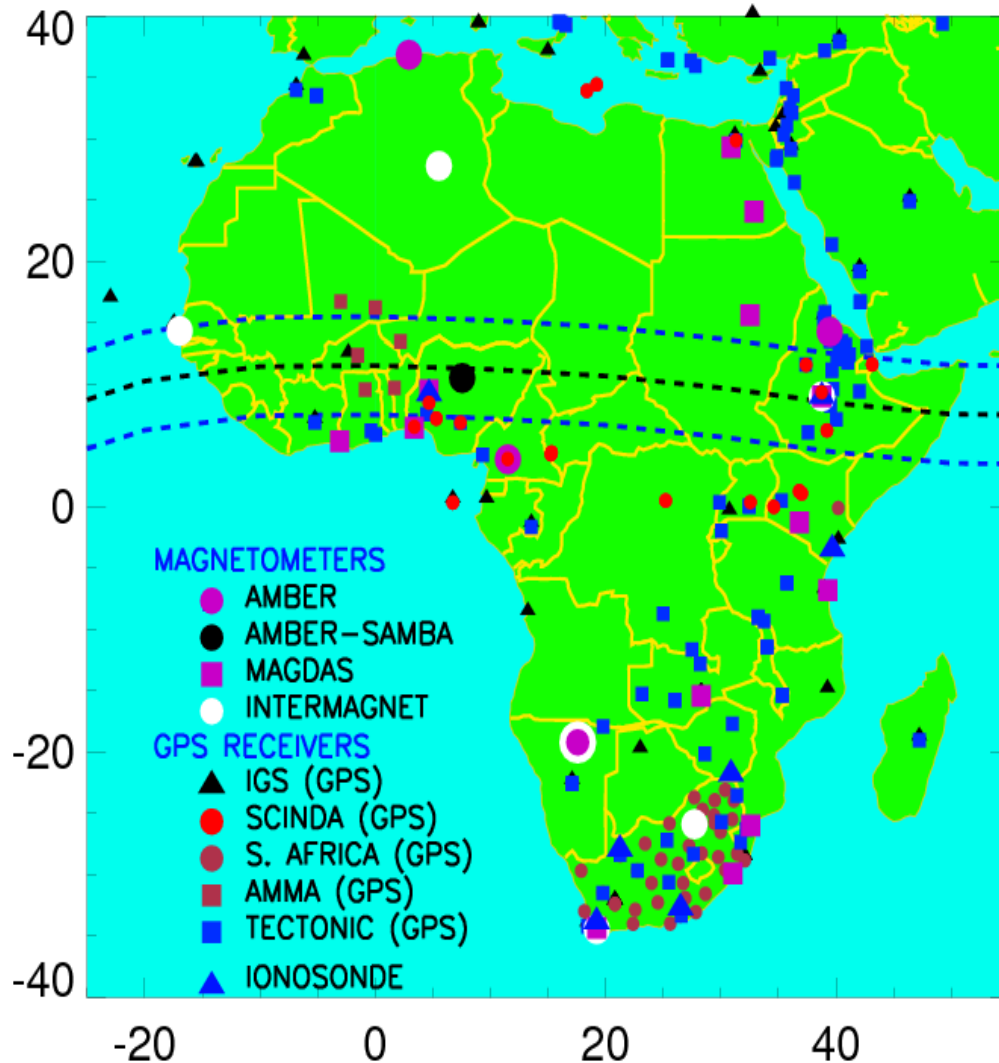 40
20
0
-20
-40
MAGNETOMETERS
AMBER
AMBER-SAMBA
MAGDAS
INTERMAGNET
GPS RECEIVERS
IGS (GPS)
SCINDA (GPS)
S. AFRICA (GPS)
AMMA (GPS)
TECTONIC (GPS)
IONOSONDE
-20 0 20 40